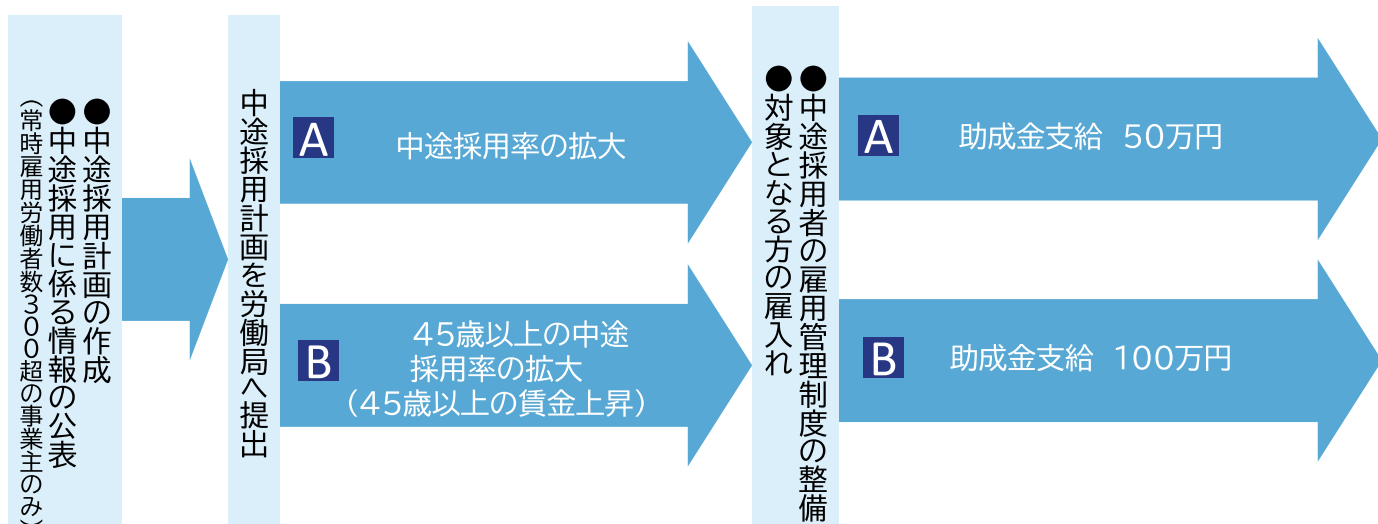 ●中途採用計画の作成
●中途採用に係る情報の公表
（常時雇用労働者数３００超の事業主のみ）
中途採用計画を労働局へ提出
A
中途採用率の拡大
B
45歳以上の中途
採用率の拡大
（45歳以上の賃金上昇）
●中途採用者の雇用管理制度の整備
●対象となる方の雇入れ
A
助成金支給　50万円
B
助成金支給　100万円